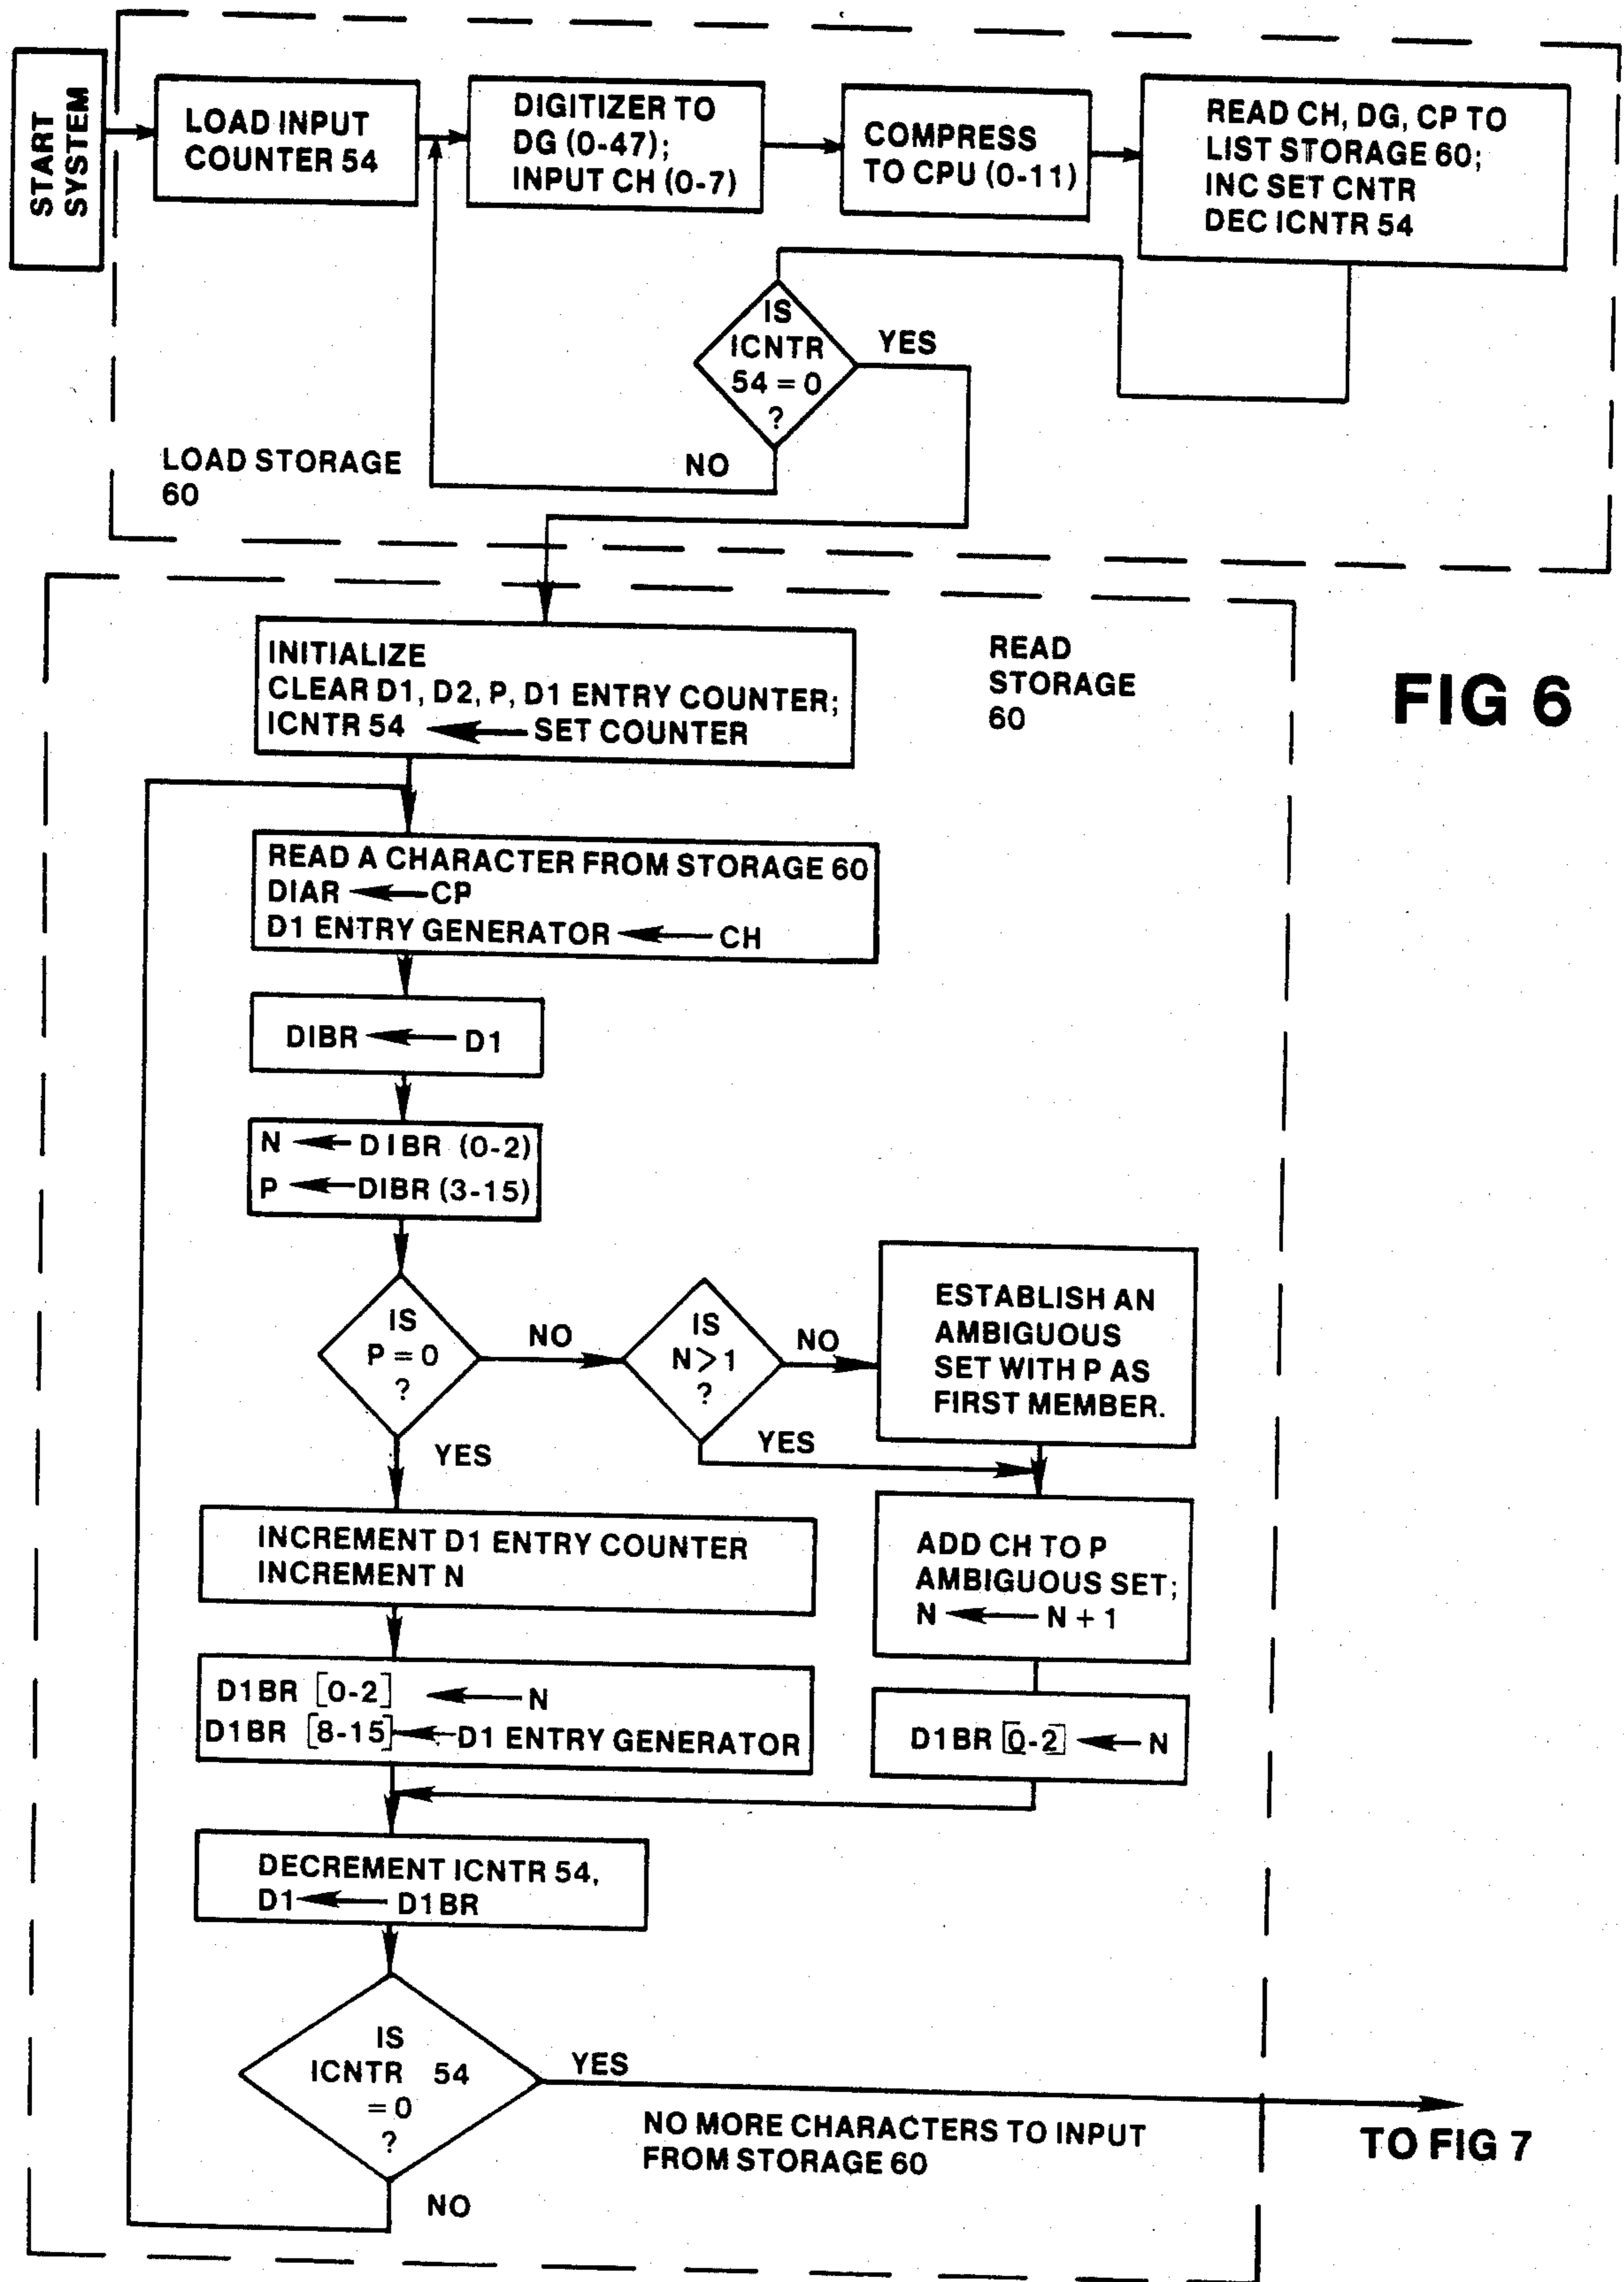 START
SYSTEM
LOAD INPUT
COUNTER 54
DIGITIZER TO
DG (0-47);
INPUT CH (0-7)
COMPRESS
TO CPU (0-11)
READ CH, DG, CP TO
LIST STORAGE 60;
INC SET CNTR
DEC ICNTR 54
IS
ICNTR
54 = 0
?
YES
NO
LOAD STORAGE
60
INITIALIZE
CLEAR D1, D2, P, D1 ENTRY COUNTER;
ICNTR 54 ← SET COUNTER
READ
STORAGE
60
FIG 6
READ A CHARACTER FROM STORAGE 60
DIAR ← CP
D1 ENTRY GENERATOR ← CH
DIBR ← D1
N ← DIBR (0-2)
P ← DIBR (3-15)
IS
P = 0
?
NO
IS
N > 1
?
NO
ESTABLISH AN
AMBIGUOUS
SET WITH P AS
FIRST MEMBER.
YES
YES
INCREMENT D1 ENTRY COUNTER
INCREMENT N
ADD CH TO P
AMBIGUOUS SET;
N ← N + 1
D1BR [0-2] ← N
D1BR [8-15] ← D1 ENTRY GENERATOR
D1BR [0-2] ← N
DECREMENT ICNTR 54,
D1 ← D1BR
IS
ICNTR 54
= 0
?
YES
NO MORE CHARACTERS TO INPUT
FROM STORAGE 60
TO FIG 7
NO